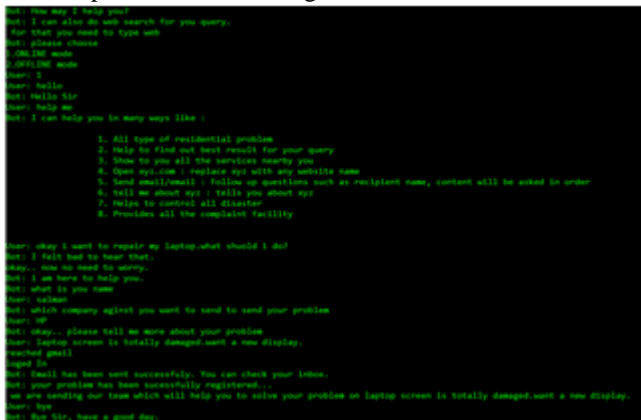 Bot: How may I help you?
Bot: I can also do web search for you query.
for that you need to type web
Bot: please choose
1.ONLINE mode
2.OFFLINE mode
User: 1
User: hello
Bot: Hello Sir
User: help me
Bot: I can help you in many ways like :
1. All type of residential problem
2. Help to find out best result for your query
3. Show to you all the services nearby you
4. Open xyz.com : replace xyz with any website name
5. Send email/email : follow up questions such as recipient name, content will be asked in order
6. tell me about xyz : tells you about xyz
7. Helps to control all disaster
8. Provides all the complaint facility
User: okay i want to repair my laptop.what shuold i do?
Bot: I felt bad to hear that.
okay.. now no need to worry.
Bot: I am here to help you.
Bot: what is you name
User: salman
Bot: which company aginst you want to send to send your problem
User: HP
Bot: okay.. please tell me more about your problem
User: laptop screen is totally damaged.want a new display.
reached gmail
loged In
Bot: Email has been sent successfuly. You can check your inbox.
Bot: your problem has been sucessfully registered...
we are sending our team which will help you to solve your problem on laptop screen is totally damaged.want a new display.
User: bye
Bot: Bye Sir, have a good day.